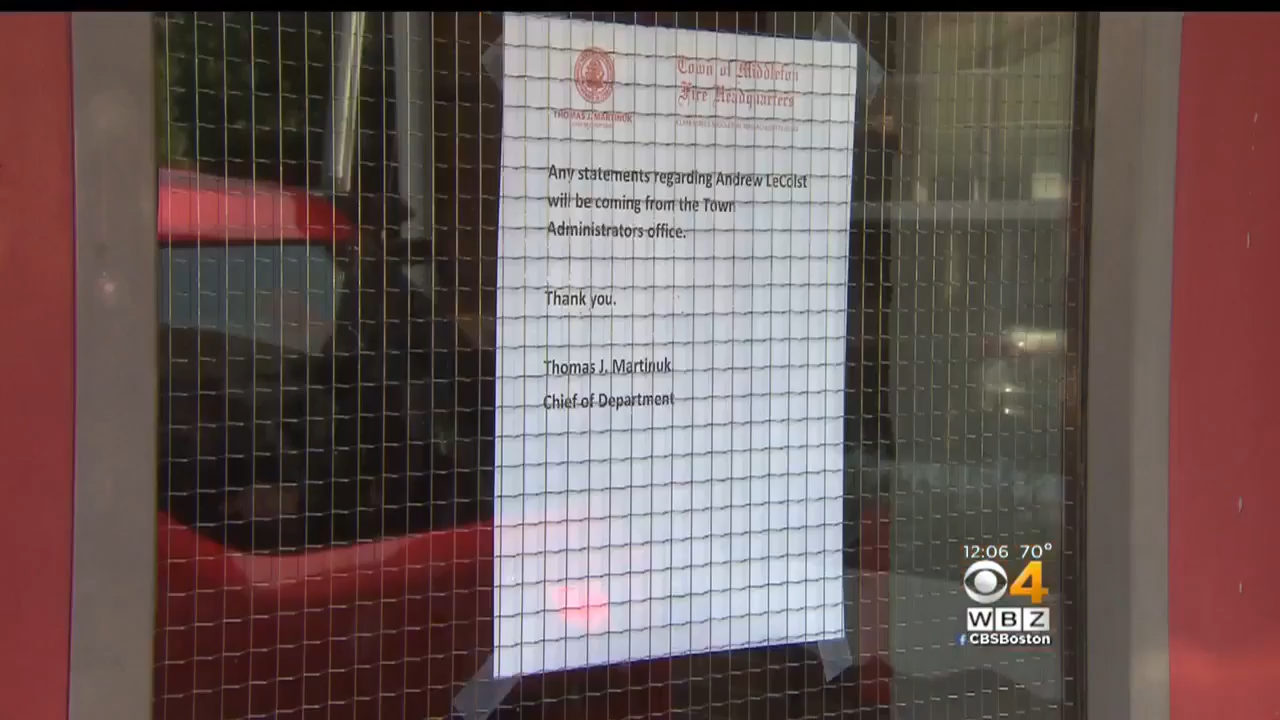 Town of Middleton
Fire Headquarters
THOMAS J. MARTINUK
Any statements regarding Andrew LeColst
will be coming from the Town
Administrators office.
Thank you.
Thomas J. Martinuk
Chief of Department
12:06 70°
4
WBZ
f CBSBoston